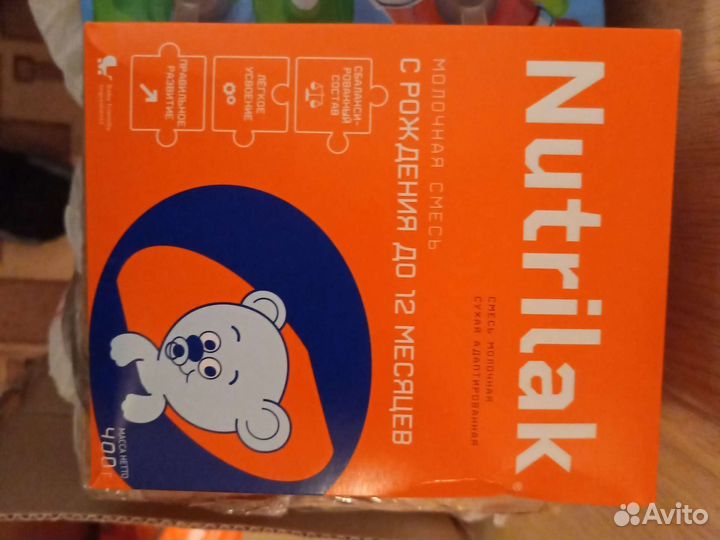 Nutrilak®
СМЕСЬ МОЛОЧНАЯ
СУХАЯ АДАПТИРОВАННАЯ
МОЛОЧНАЯ СМЕСЬ
С РОЖДЕНИЯ ДО 12 МЕСЯЦЕВ
СБАЛАНСИ-
РОВАННЫЙ
СОСТАВ
ЛЕГКОЕ
УСВОЕНИЕ
ПРАВИЛЬНОЕ
РАЗВИТИЕ
МАССА НЕТТО
400 г
Avito